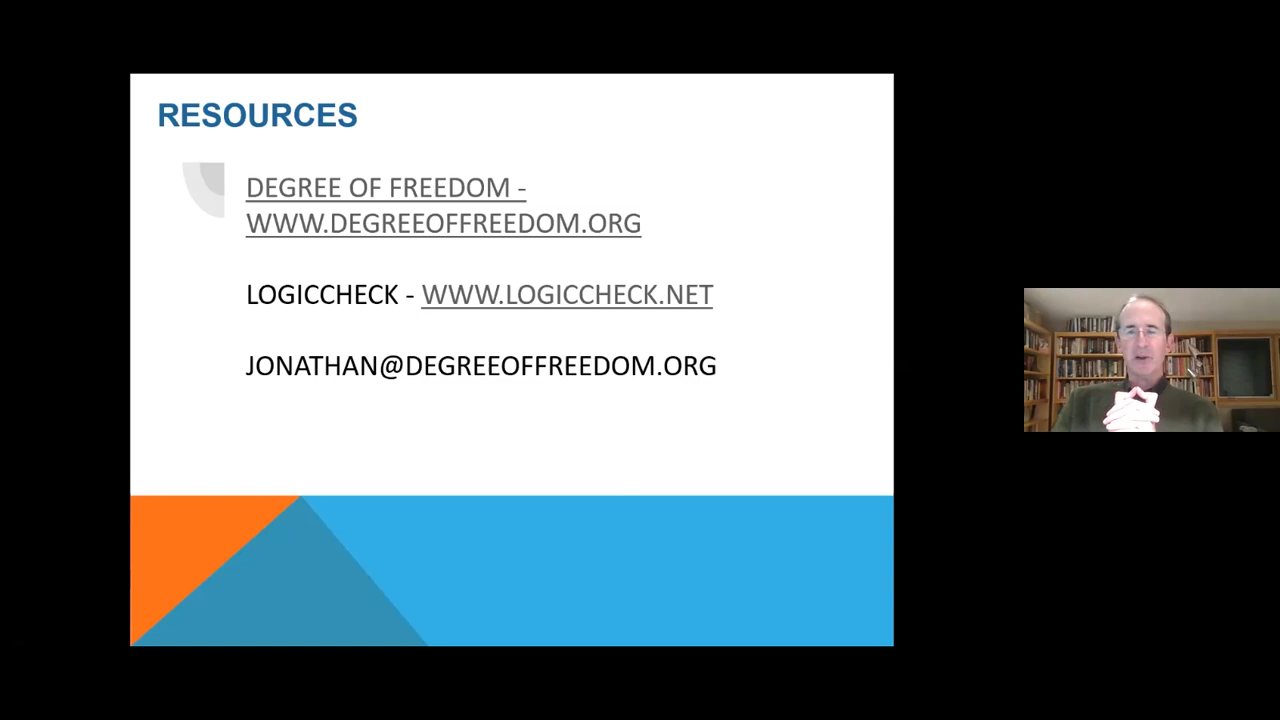 RESOURCES
DEGREE OF FREEDOM -
WWW.DEGREEOFFREEDOM.ORG
LOGICCHECK - WWW.LOGICCHECK.NET
JONATHAN@DEGREEOFFREEDOM.ORG